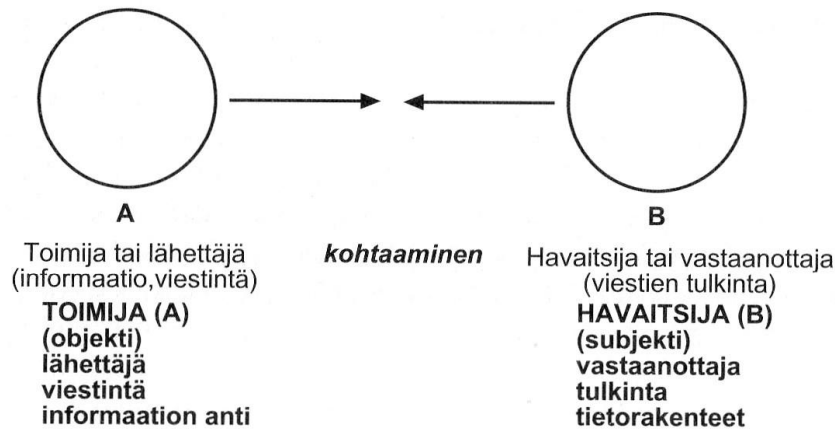 A
Toimija tai lähettäjä
(informaatio,viestintä)
TOIMIJA (A)
(objekti)
lähettäjä
viestintä
informaation anti
kohtaaminen
B
Havaitsija tai vastaanottaja
(viestien tulkinta)
HAVAITSIJA (B)
(subjekti)
vastaanottaja
tulkinta
tietorakenteet